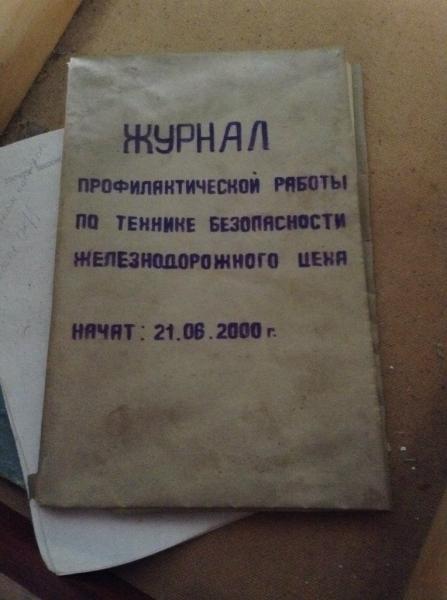 ЖУРНАЛ
ПРОФИЛАКТИЧЕСКОЙ РАБОТЫ
ПО ТЕХНИКЕ БЕЗОПАСНОСТИ
ЖЕЛЕЗНОДОРОЖНОГО ЦЕХА
НАЧАТ: 21.06.2000 г.